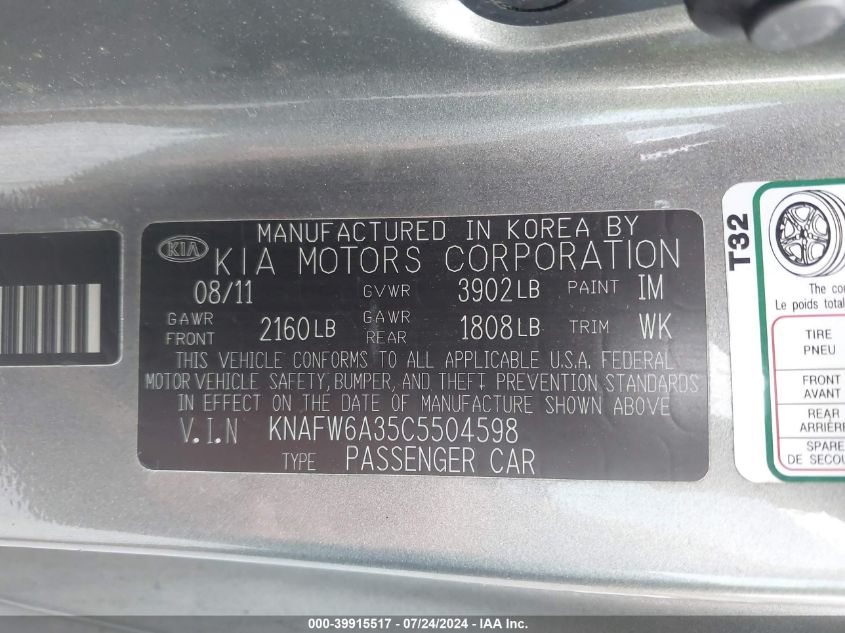 MANUFACTURED IN KOREA BY
KIA
KIA MOTORS CORPORATION
08/11 GVWR 3902LB PAINT IM
GAWR FRONT 2160LB GAWR REAR 1808LB TRIM WK
THIS VEHICLE CONFORMS TO ALL APPLICABLE U.S.A. FEDERAL
MOTOR VEHICLE SAFETY, BUMPER, AND THEFT PREVENTION STANDARDS
IN EFFECT ON THE DATE OF MANUFACTURE SHOWN ABOVE
V.I.N KNAFW6A35C5504598
TYPE PASSENGER CAR
T32
The co
Le poids total
TIRE
PNEU
FRONT
AVANT
REAR
ARRIÈRE
SPARE
DE SECOU
000-39915517 - 07/24/2024 - © IAA Inc.